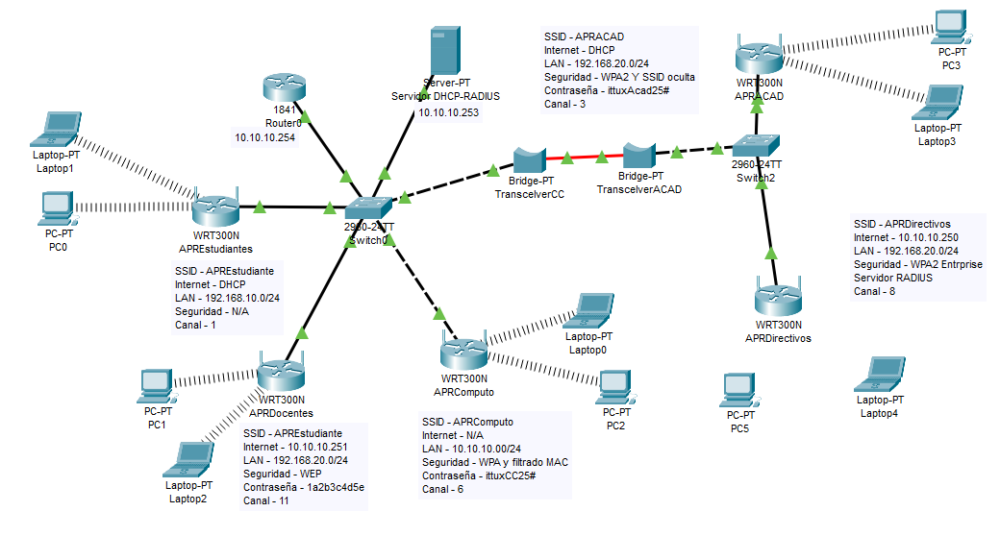 SSID - APRACAD
Internet - DHCP
LAN - 192.168.20.0/24
Seguridad - WPA2 Y SSID oculta
Contraseña - ittuxAcad25#
Canal - 3
PC-PT
PC3
WRT300N
APRACAD
Laptop-PT
Laptop3
Server-PT
Servidor DHCP-RADIUS
10.10.10.253
1841
Router0
10.10.10.254
Laptop-PT
Laptop1
Bridge-PT
TranscelverCC
Bridge-PT
TranscelverACAD
2960-24TT
Switch2
PC-PT
PC0
WRT300N
APREstudiantes
2960-24TT
Switch0
SSID - APRDirectivos
Internet - 10.10.10.250
LAN - 192.168.20.0/24
Seguridad - WPA2 Entrprise
Servidor RADIUS
Canal - 8
SSID - APREstudiante
Internet - DHCP
LAN - 192.168.10.0/24
Seguridad - N/A
Canal - 1
WRT300N
APRDirectivos
Laptop-PT
Laptop0
WRT300N
APRComputo
PC-PT
PC2
WRT300N
APRDocentes
PC-PT
PC1
PC-PT
PC5
Laptop-PT
Laptop4
SSID - APREstudiante
Internet - 10.10.10.251
LAN - 192.168.20.0/24
Seguridad - WEP
Contraseña - 1a2b3c4d5e
Canal - 11
SSID - APRComputo
Internet - N/A
LAN - 10.10.10.00/24
Seguridad - WPA y filtrado MAC
Contraseña - ittuxCC25#
Canal - 6
Laptop-PT
Laptop2